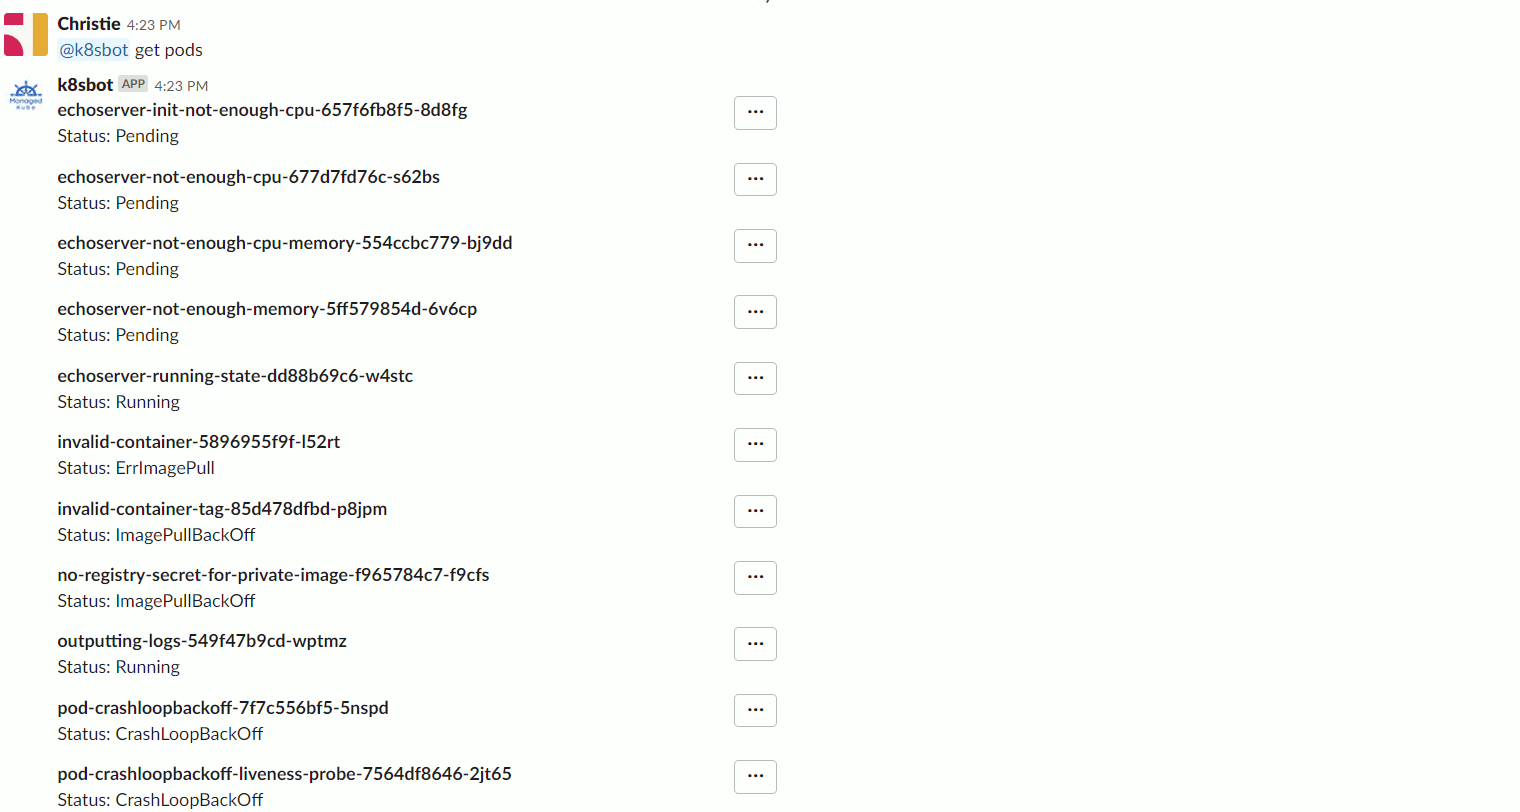 Christie 4:23 PM
@k8sbot get pods
Managed
Kube
k8sbot APP 4:23 PM
echoserver-init-not-enough-cpu-657f6fb8f5-8d8fg
...
Status: Pending
echoserver-not-enough-cpu-677d7fd76c-s62bs
...
Status: Pending
echoserver-not-enough-cpu-memory-554ccbc779-bj9dd
...
Status: Pending
echoserver-not-enough-memory-5ff579854d-6v6cp
...
Status: Pending
echoserver-running-state-dd88b69c6-w4stc
...
Status: Running
invalid-container-5896955f9f-l52rt
...
Status: ErrImagePull
invalid-container-tag-85d478dfbd-p8jpm
...
Status: ImagePullBackOff
no-registry-secret-for-private-image-f965784c7-f9cfs
...
Status: ImagePullBackOff
outputting-logs-549f47b9cd-wptmz
...
Status: Running
pod-crashloopbackoff-7f7c556bf5-5nspd
...
Status: CrashLoopBackOff
pod-crashloopbackoff-liveness-probe-7564df8646-2jt65
...
Status: CrashLoopBackOff